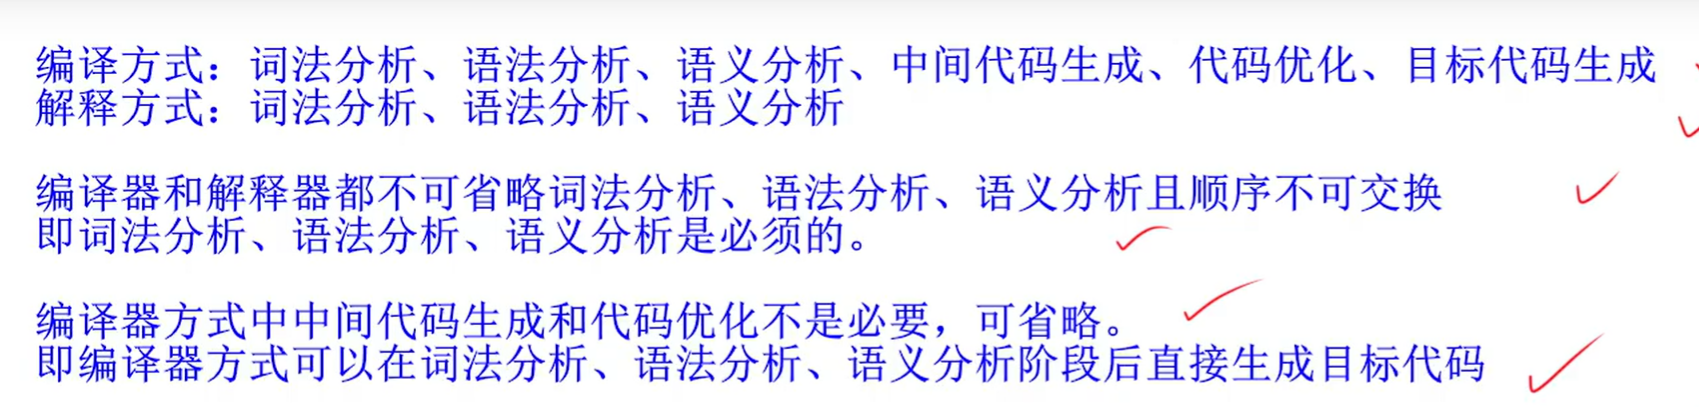 编译方式：词法分析、语法分析、语义分析、中间代码生成、代码优化、目标代码生成
解释方式：词法分析、语法分析、语义分析
编译器和解释器都不可省略词法分析、语法分析、语义分析且顺序不可交换
即词法分析、语法分析、语义分析是必须的。
编译器方式中中间代码生成和代码优化不是必要，可省略。
即编译器方式可以在词法分析、语法分析、语义分析阶段后直接生成目标代码